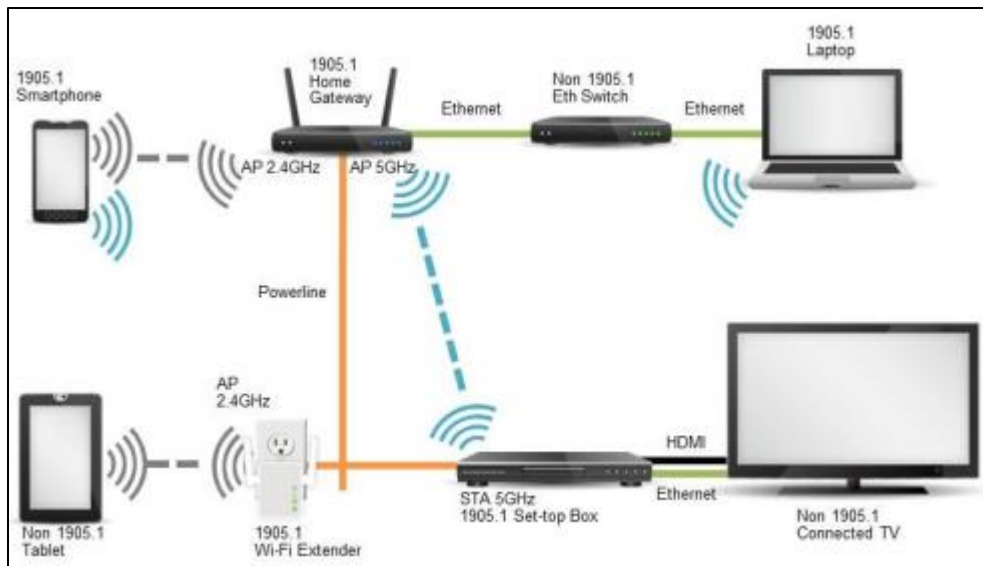 1905.1
Smartphone
1905.1
Home
Gateway
Ethernet
Non 1905.1
Eth Switch
Ethernet
1905.1
Laptop
AP 2.4GHz
AP 5GHz
Powerline
AP
2.4GHz
HDMI
Ethernet
Non 1905.1
Tablet
1905.1
Wi-Fi Extender
STA 5GHz
1905.1 Set-top Box
Non 1905.1
Connected TV